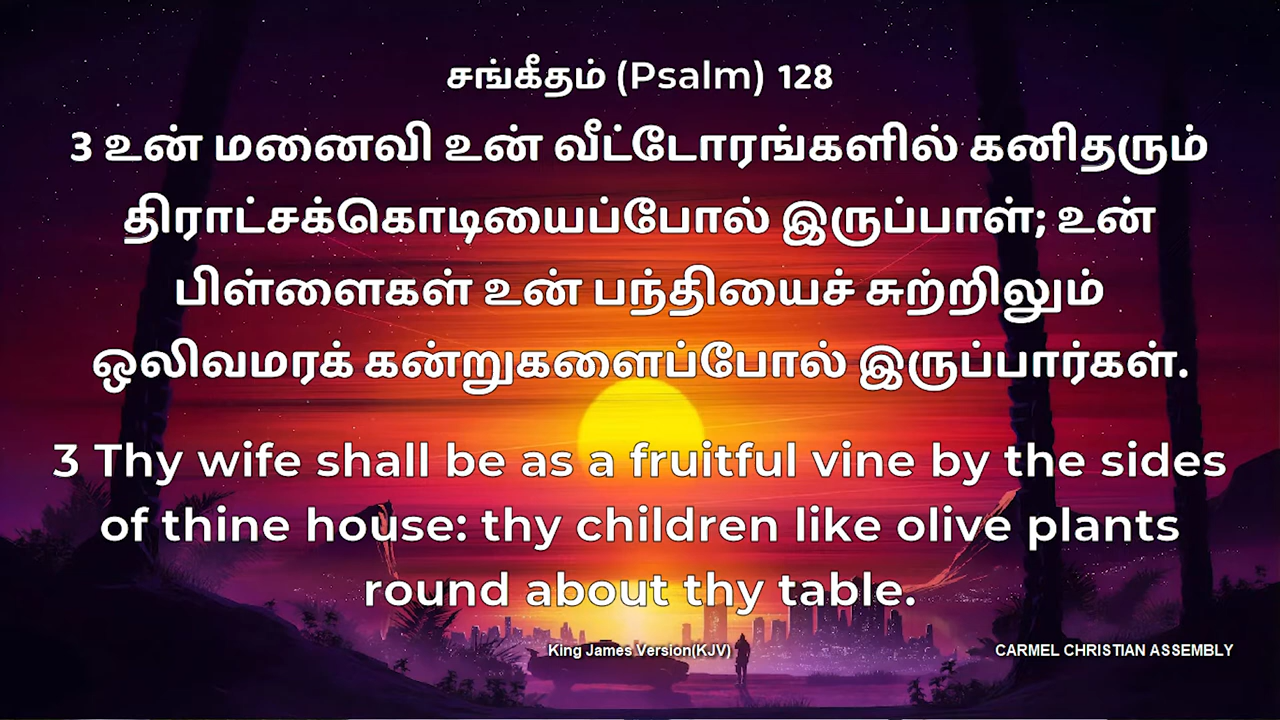 சங்கீதம் (Psalm) 128
3 உன் மனைவி உன் வீட்டோரங்களில் கனிதரும்
திராட்சக்கொடியைப்போல் இருப்பாள்; உன்
பிள்ளைகள் உன் பந்தியைச் சுற்றிலும்
ஒலிவமரக் கன்றுகளைப்போல் இருப்பார்கள்.
3 Thy wife shall be as a fruitful vine by the sides
of thine house: thy children like olive plants
round about thy table.
King James Version(KJV)
CARMEL CHRISTIAN ASSEMBLY